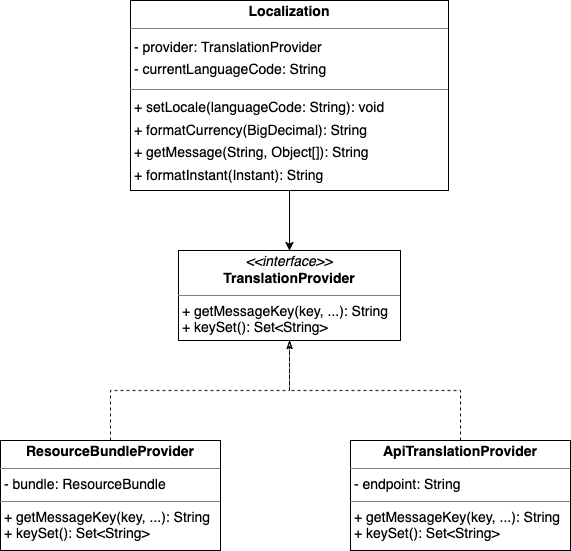 Localization
- provider: TranslationProvider
- currentLanguageCode: String
+ setLocale(languageCode: String): void
+ formatCurrency(BigDecimal): String
+ getMessage(String, Object[]): String
+ formatInstant(Instant): String
<<interface>>
TranslationProvider
+ getMessageKey(key, ...): String
+ keySet(): Set<String>
ResourceBundleProvider
- bundle: ResourceBundle
+ getMessageKey(key, ...): String
+ keySet(): Set<String>
ApiTranslationProvider
- endpoint: String
+ getMessageKey(key, ...): String
+ keySet(): Set<String>